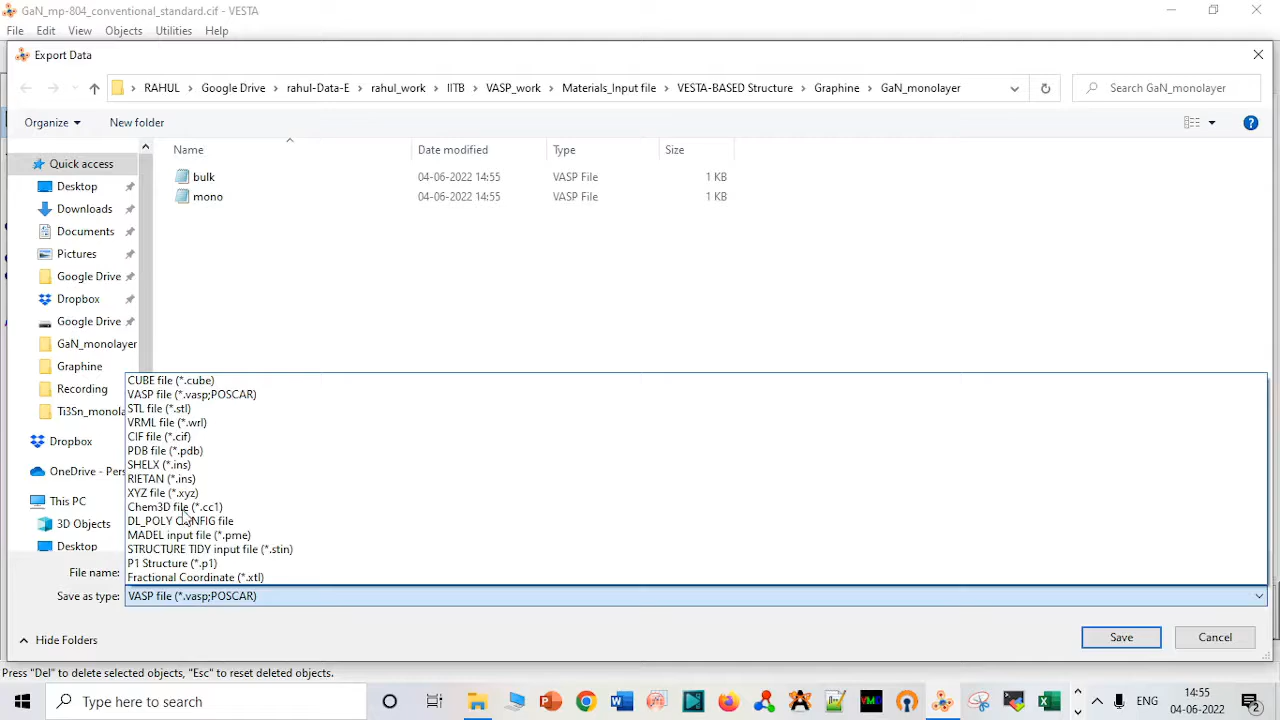 GaN_mp-804_conventional_standard.cif - VESTA
File Edit View Objects Utilities Help
Export Data
RAHUL Google Drive rahul-Data-E rahul_work IITB VASP_work Materials_Input file VESTA-BASED Structure Graphine GaN_monolayer
Search GaN_monolayer
Organize New folder
Name Date modified Type Size
Quick access
bulk 04-06-2022 14:55 VASP File 1 KB
Desktop
mono 04-06-2022 14:55 VASP File 1 KB
Downloads
Documents
Pictures
Google Drive
Dropbox
Google Drive
GaN_monolayer
Graphine
Recording
Ti3Sn_monola
Dropbox
OneDrive - Pers
This PC
3D Objects
Desktop
CUBE file (*.cube)
VASP file (*.vasp;POSCAR)
STL file (*.stl)
VRML file (*.wrl)
CIF file (*.cif)
PDB file (*.pdb)
SHELX (*.ins)
RIETAN (*.ins)
XYZ file (*.xyz)
Chem3D file (*.cc1)
DL_POLY CONFIG file
MADEL input file (*.pme)
STRUCTURE TIDY input file (*.stin)
P1 Structure (*.p1)
Fractional Coordinate (*.xtl)
File name:
Save as type: VASP file (*.vasp;POSCAR)
Hide Folders Save Cancel
Press "Del" to delete selected objects, "Esc" to reset deleted objects.
Type here to search
ENG
14:55
04-06-2022
2